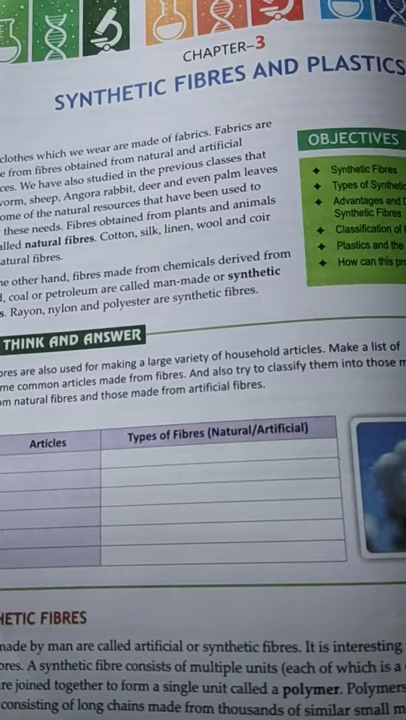 CHAPTER–3
SYNTHETIC FIBRES AND PLASTICS
clothes which we wear are made of fabrics. Fabrics are
from fibres obtained from natural and artificial
We have also studied in the previous classes that
sheep, Angora rabbit, deer and even palm leaves
ome of the natural resources that have been used to
these needs. Fibres obtained from plants and animals
alled natural fibres. Cotton, silk, linen, wool and coir
atural fibres.
e other hand, fibres made from chemicals derived from
coal or petroleum are called man-made or synthetic
s. Rayon, nylon and polyester are synthetic fibres.
OBJECTIVES
✦ Synthetic Fibres
✦ Types of Syntheti
✦ Advantages and D
Synthetic Fibres
✦ Classification of
✦ Plastics and the
✦ How can this pr
THINK AND ANSWER
bres are also used for making a large variety of household articles. Make a list of
me common articles made from fibres. And also try to classify them into those m
om natural fibres and those made from artificial fibres.
Articles Types of Fibres (Natural/Artificial)
HETIC FIBRES
made by man are called artificial or synthetic fibres. It is interesting
bres. A synthetic fibre consists of multiple units (each of which is a
re joined together to form a single unit called a polymer. Polymers
consisting of long chains made from thousands of similar small m